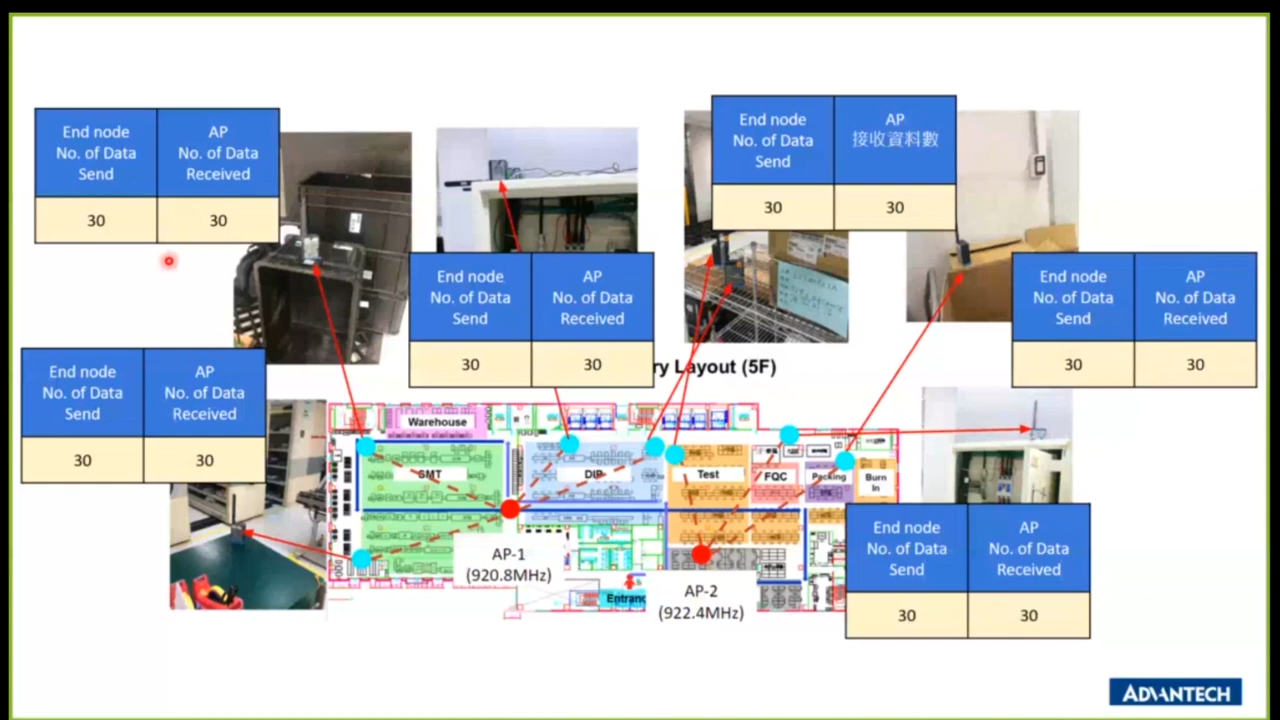 End node
No. of Data
Send
AP
No. of Data
Received
30
30
End node
No. of Data
Send
AP
接收資料數
30
30
End node
No. of Data
Send
AP
No. of Data
Received
30
30
End node
No. of Data
Send
AP
No. of Data
Received
30
30
End node
No. of Data
Send
AP
No. of Data
Received
30
30
ry Layout (5F)
Warehouse
SMT
DIP
Test
FQC
Packing
Burn
In
AP-1
(920.8MHz)
Entranc
AP-2
(922.4MHz)
End node
No. of Data
Send
AP
No. of Data
Received
30
30
ADVANTECH